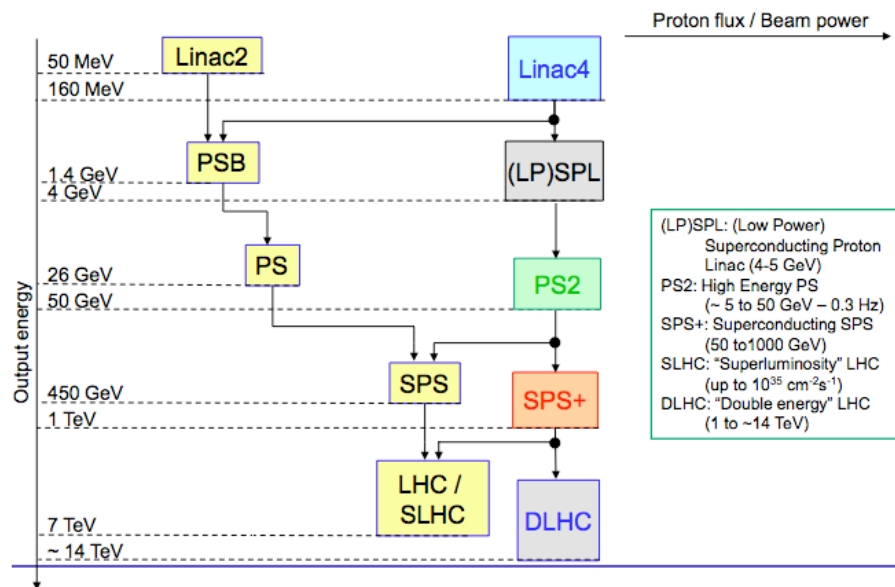 Proton flux / Beam power
Linac2
Linac4
50 MeV
160 MeV
PSB
(LP)SPL
1.4 GeV
4 GeV
(LP)SPL: (Low Power)
Superconducting Proton
Linac (4-5 GeV)
PS2: High Energy PS
(~ 5 to 50 GeV – 0.3 Hz)
SPS+: Superconducting SPS
(50 to1000 GeV)
SLHC: “Superluminosity” LHC
(up to 10³⁵ cm⁻²s⁻¹)
DLHC: “Double energy” LHC
(1 to ~14 TeV)
PS
PS2
26 GeV
50 GeV
Output energy
SPS
SPS+
450 GeV
1 TeV
LHC /
SLHC
DLHC
7 TeV
~ 14 TeV